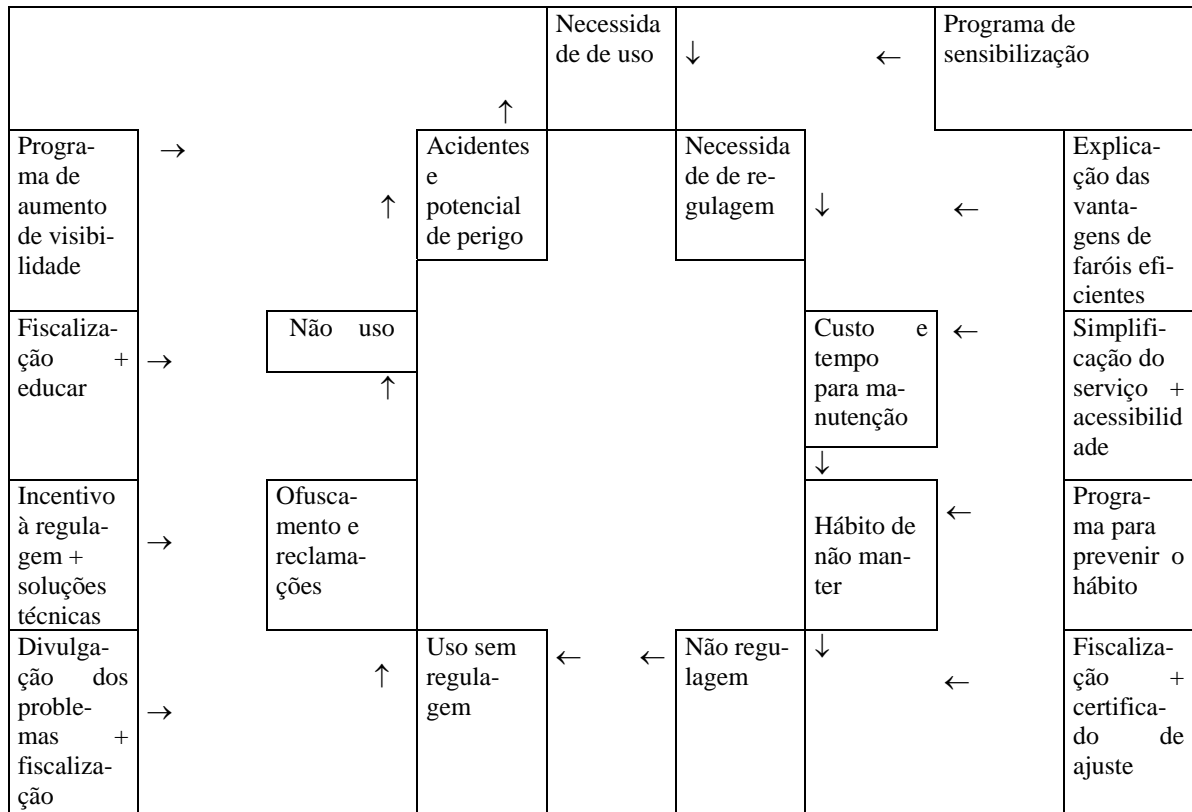 Necessida
de de uso
↓
←
Programa de
sensibilização
↑
Progra-
ma de
aumento
de visibi-
lidade
→
↑
Acidentes
e
potencial
de perigo
Necessida
de de re-
gulagem
↓
←
Explica-
ção das
vanta-
gens de
faróis efi-
cientes
Fiscaliza-
ção +
educar
→
Não uso
↑
Custo e
tempo
para ma-
nutenção
↓
←
Simplifi-
cação do
serviço +
acessibilid
ade
Incentivo
à regula-
gem +
soluções
técnicas
→
Ofusca-
mento e
reclama-
ções
Hábito de
não man-
ter
←
Progra-
ma para
prevenir o
hábito
Divulga-
ção dos
proble-
mas +
fiscaliza-
ção
→
↑
Uso sem
regula-
gem
← ←
Não regu-
lagem
↓
←
Fiscaliza-
ção +
certifica-
do de
ajuste